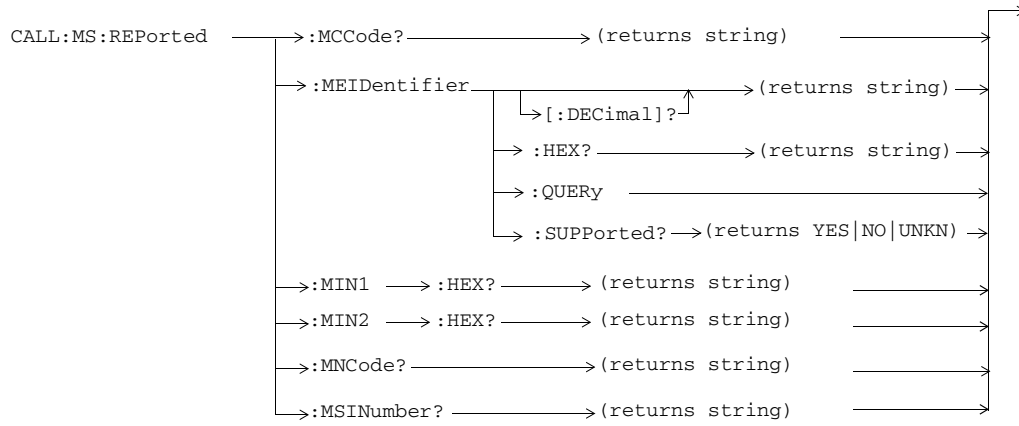 CALL:MS:REPorted :MCCode? (returns string)
:MEIDentifier (returns string)
[:DECimal]?
:HEX? (returns string)
:QUERy
:SUPPorted? (returns YES|NO|UNKN)
:MIN1 :HEX? (returns string)
:MIN2 :HEX? (returns string)
:MNCode? (returns string)
:MSINumber? (returns string)